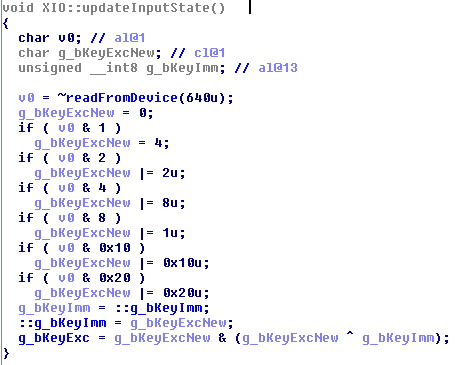 void XIO::updateInputState()
{
char v0; // al@1
char g_bKeyExcNew; // cl@1
unsigned __int8 g_bKeyImm; // al@13
v0 = ~readFromDevice(640u);
g_bKeyExcNew = 0;
if ( v0 & 1 )
g_bKeyExcNew = 4;
if ( v0 & 2 )
g_bKeyExcNew |= 2u;
if ( v0 & 4 )
g_bKeyExcNew |= 8u;
if ( v0 & 8 )
g_bKeyExcNew |= 1u;
if ( v0 & 0x10 )
g_bKeyExcNew |= 0x10u;
if ( v0 & 0x20 )
g_bKeyExcNew |= 0x20u;
g_bKeyImm = ::g_bKeyImm;
::g_bKeyImm = g_bKeyExcNew;
g_bKeyExc = g_bKeyExcNew & (g_bKeyExcNew ^ g_bKeyImm);
}